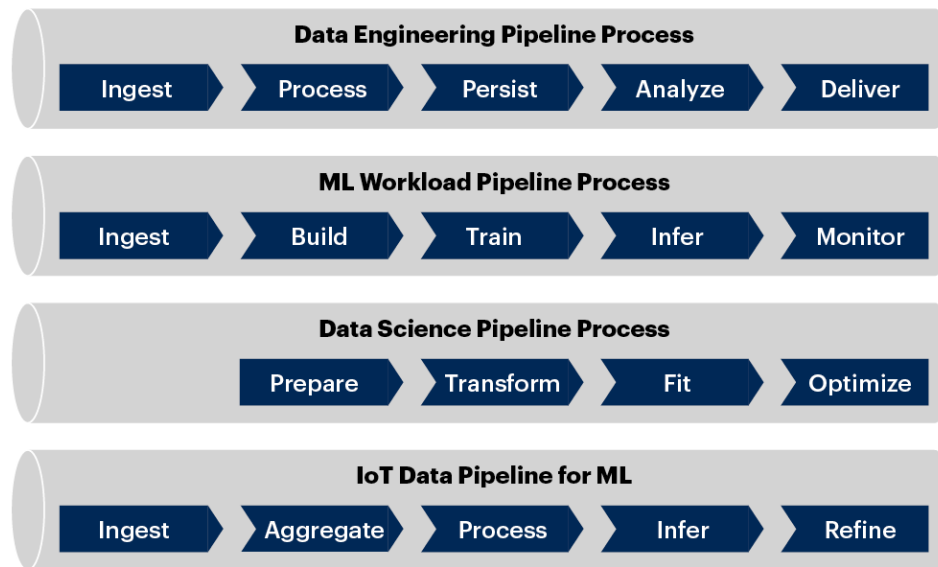 Data Engineering Pipeline Process
Ingest Process Persist Analyze Deliver
ML Workload Pipeline Process
Ingest Build Train Infer Monitor
Data Science Pipeline Process
Prepare Transform Fit Optimize
IoT Data Pipeline for ML
Ingest Aggregate Process Infer Refine